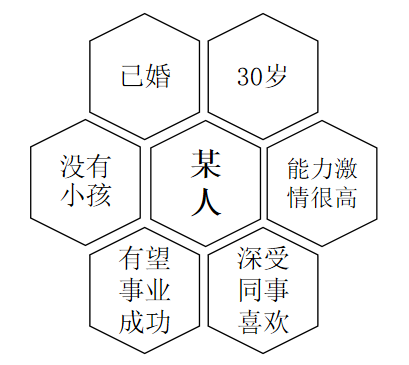 已婚
30岁
没有
小孩
某
人
能力激
情很高
有望
事业
成功
深受
同事
喜欢